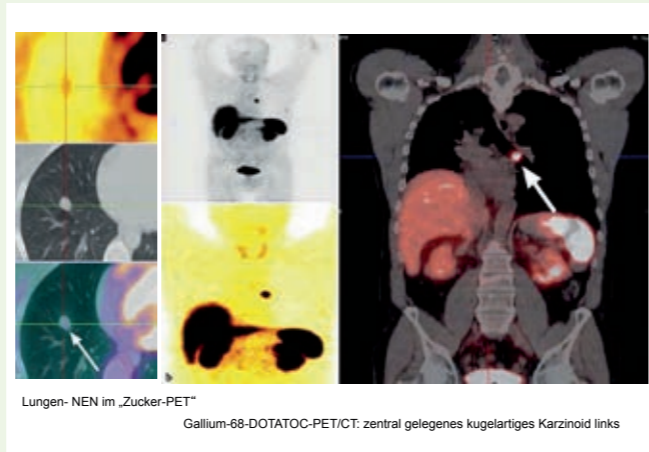 Lungen- NEN im „Zucker-PET“
Gallium-68-DOTATOC-PET/CT: zentral gelegenes kugelartiges Karzinoid links